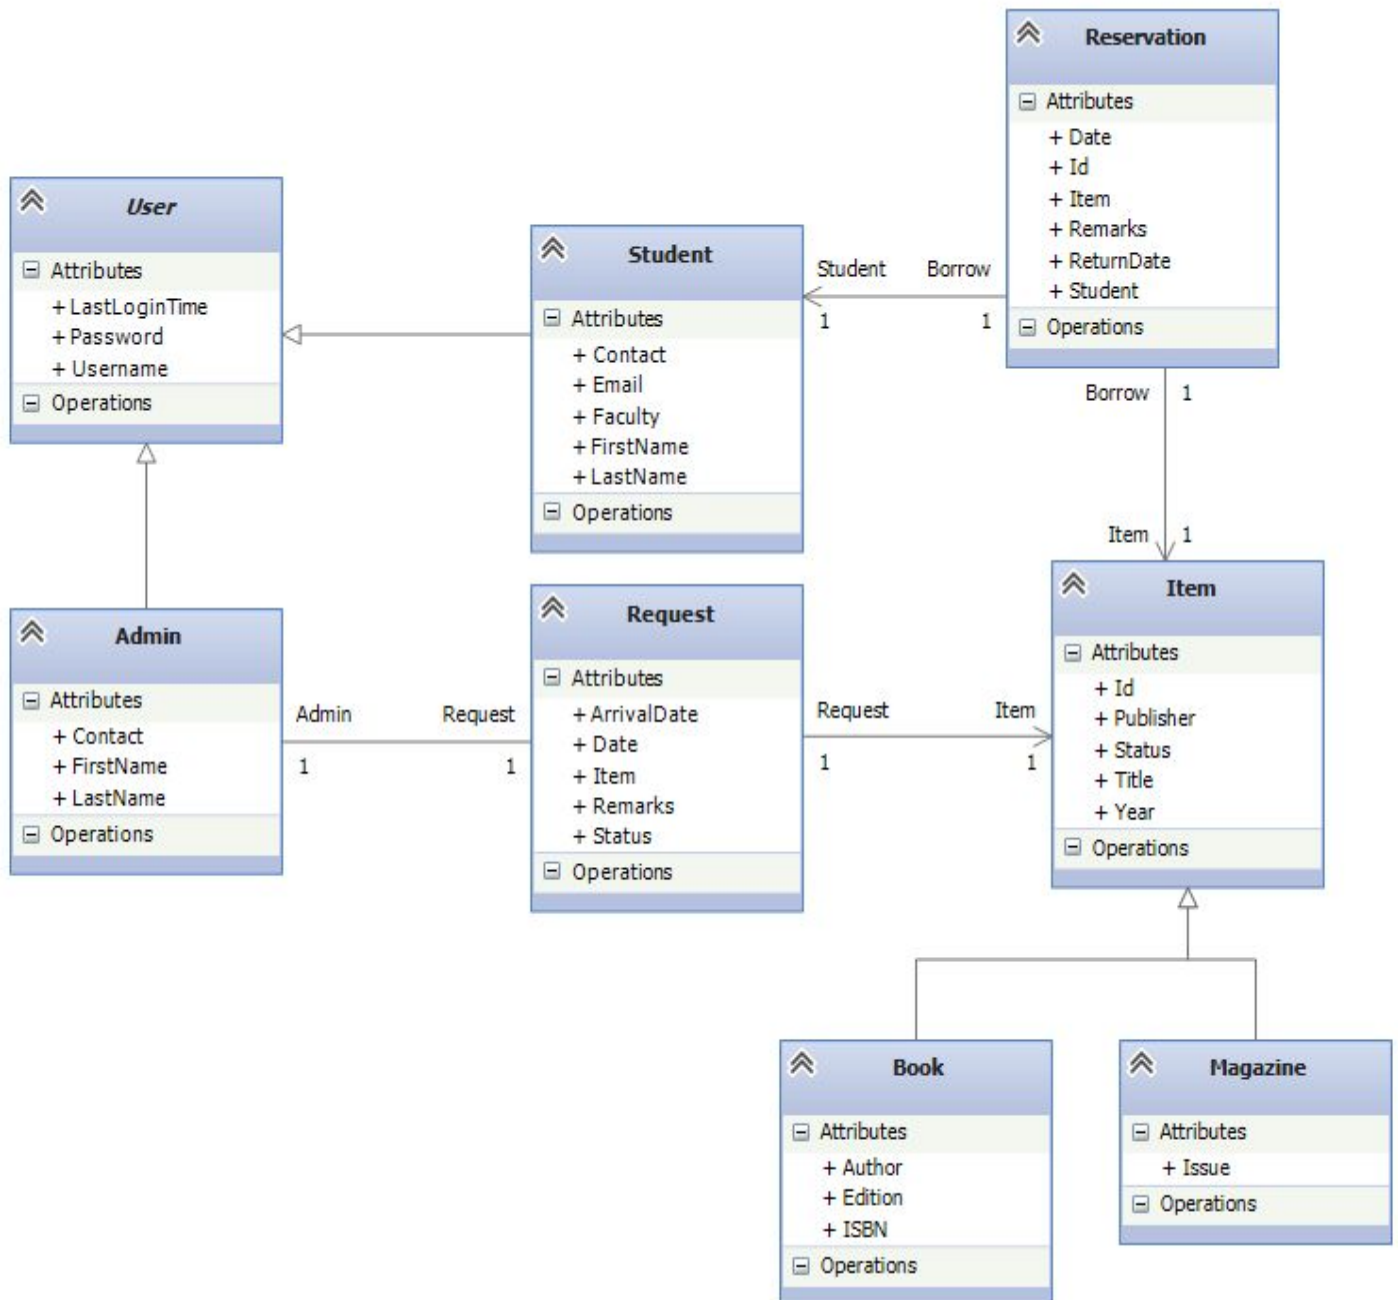 Reservation
Attributes
+ Date
+ Id
+ Item
+ Remarks
+ ReturnDate
+ Student
Operations
User
Attributes
+ LastLoginTime
+ Password
+ Username
Operations
Student
Attributes
+ Contact
+ Email
+ Faculty
+ FirstName
+ LastName
Operations
Student Borrow
1 1
Borrow 1
Item 1
Admin
Attributes
+ Contact
+ FirstName
+ LastName
Operations
Admin Request
1 1
Request
Attributes
+ ArrivalDate
+ Date
+ Item
+ Remarks
+ Status
Operations
Request Item
1 1
Item
Attributes
+ Id
+ Publisher
+ Status
+ Title
+ Year
Operations
Book
Attributes
+ Author
+ Edition
+ ISBN
Operations
Magazine
Attributes
+ Issue
Operations